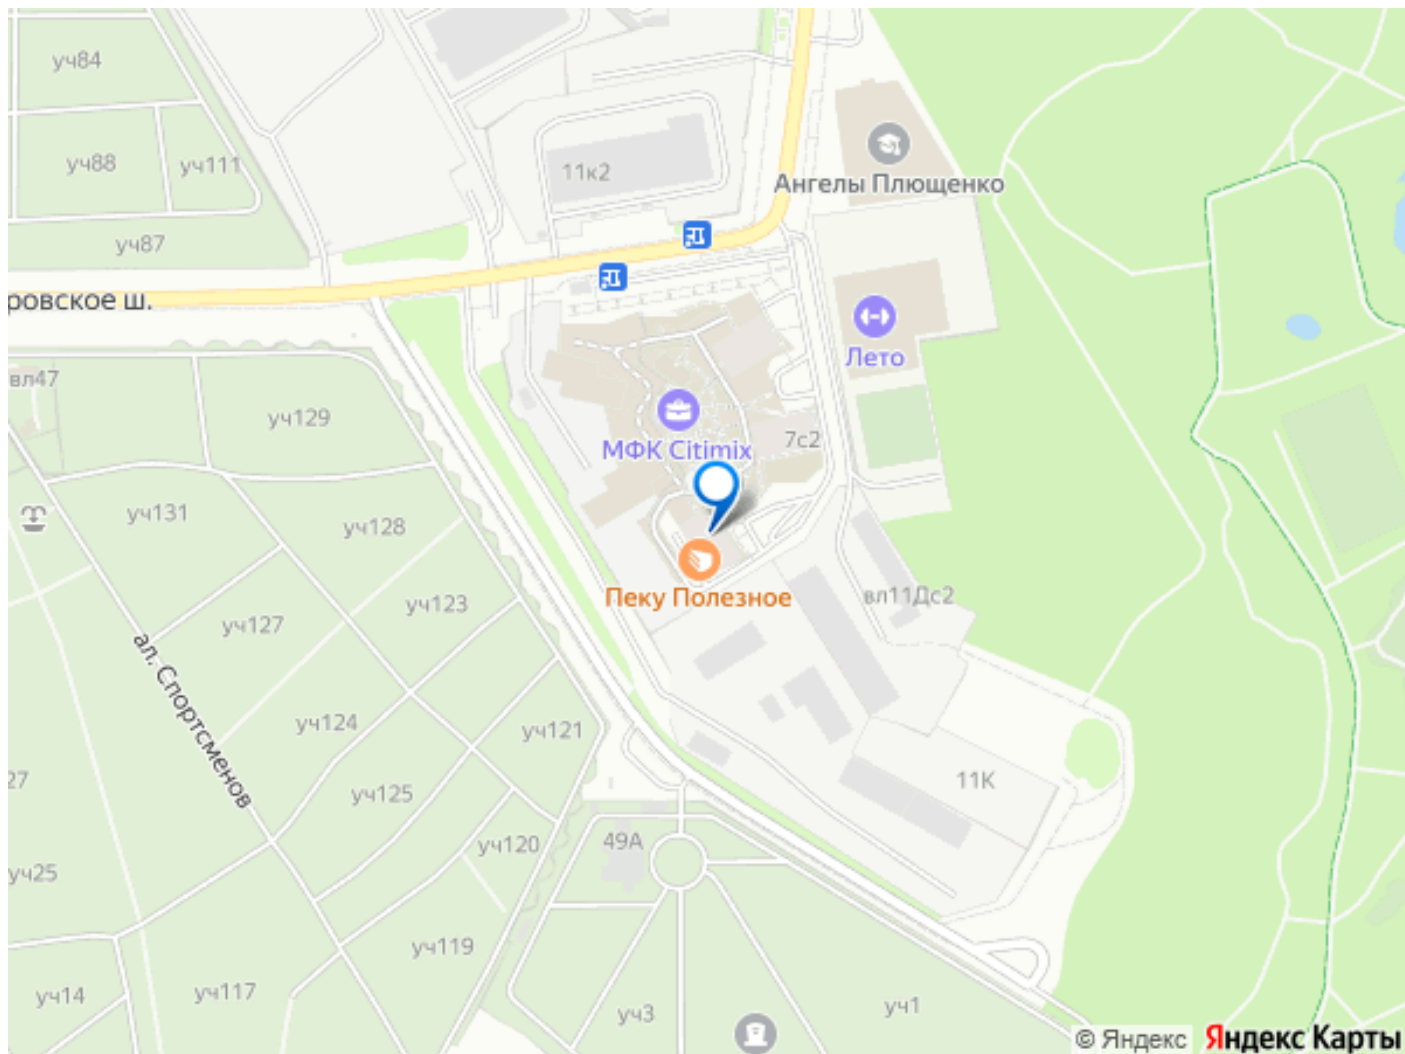 уч84
уч88
уч111
11к2
Ангелы Плющенко
уч87
ровское ш.
Лето
вл47
уч129
МФК Citimix
7с2
уч131
уч128
Пеку Полезное
вл11Дс2
уч123
уч127
ал. Спортсменов
уч124
уч121
27
уч125
11К
уч120
49А
уч25
уч119
уч14
уч117
уч3
уч1
© Яндекс Яндекс Карты